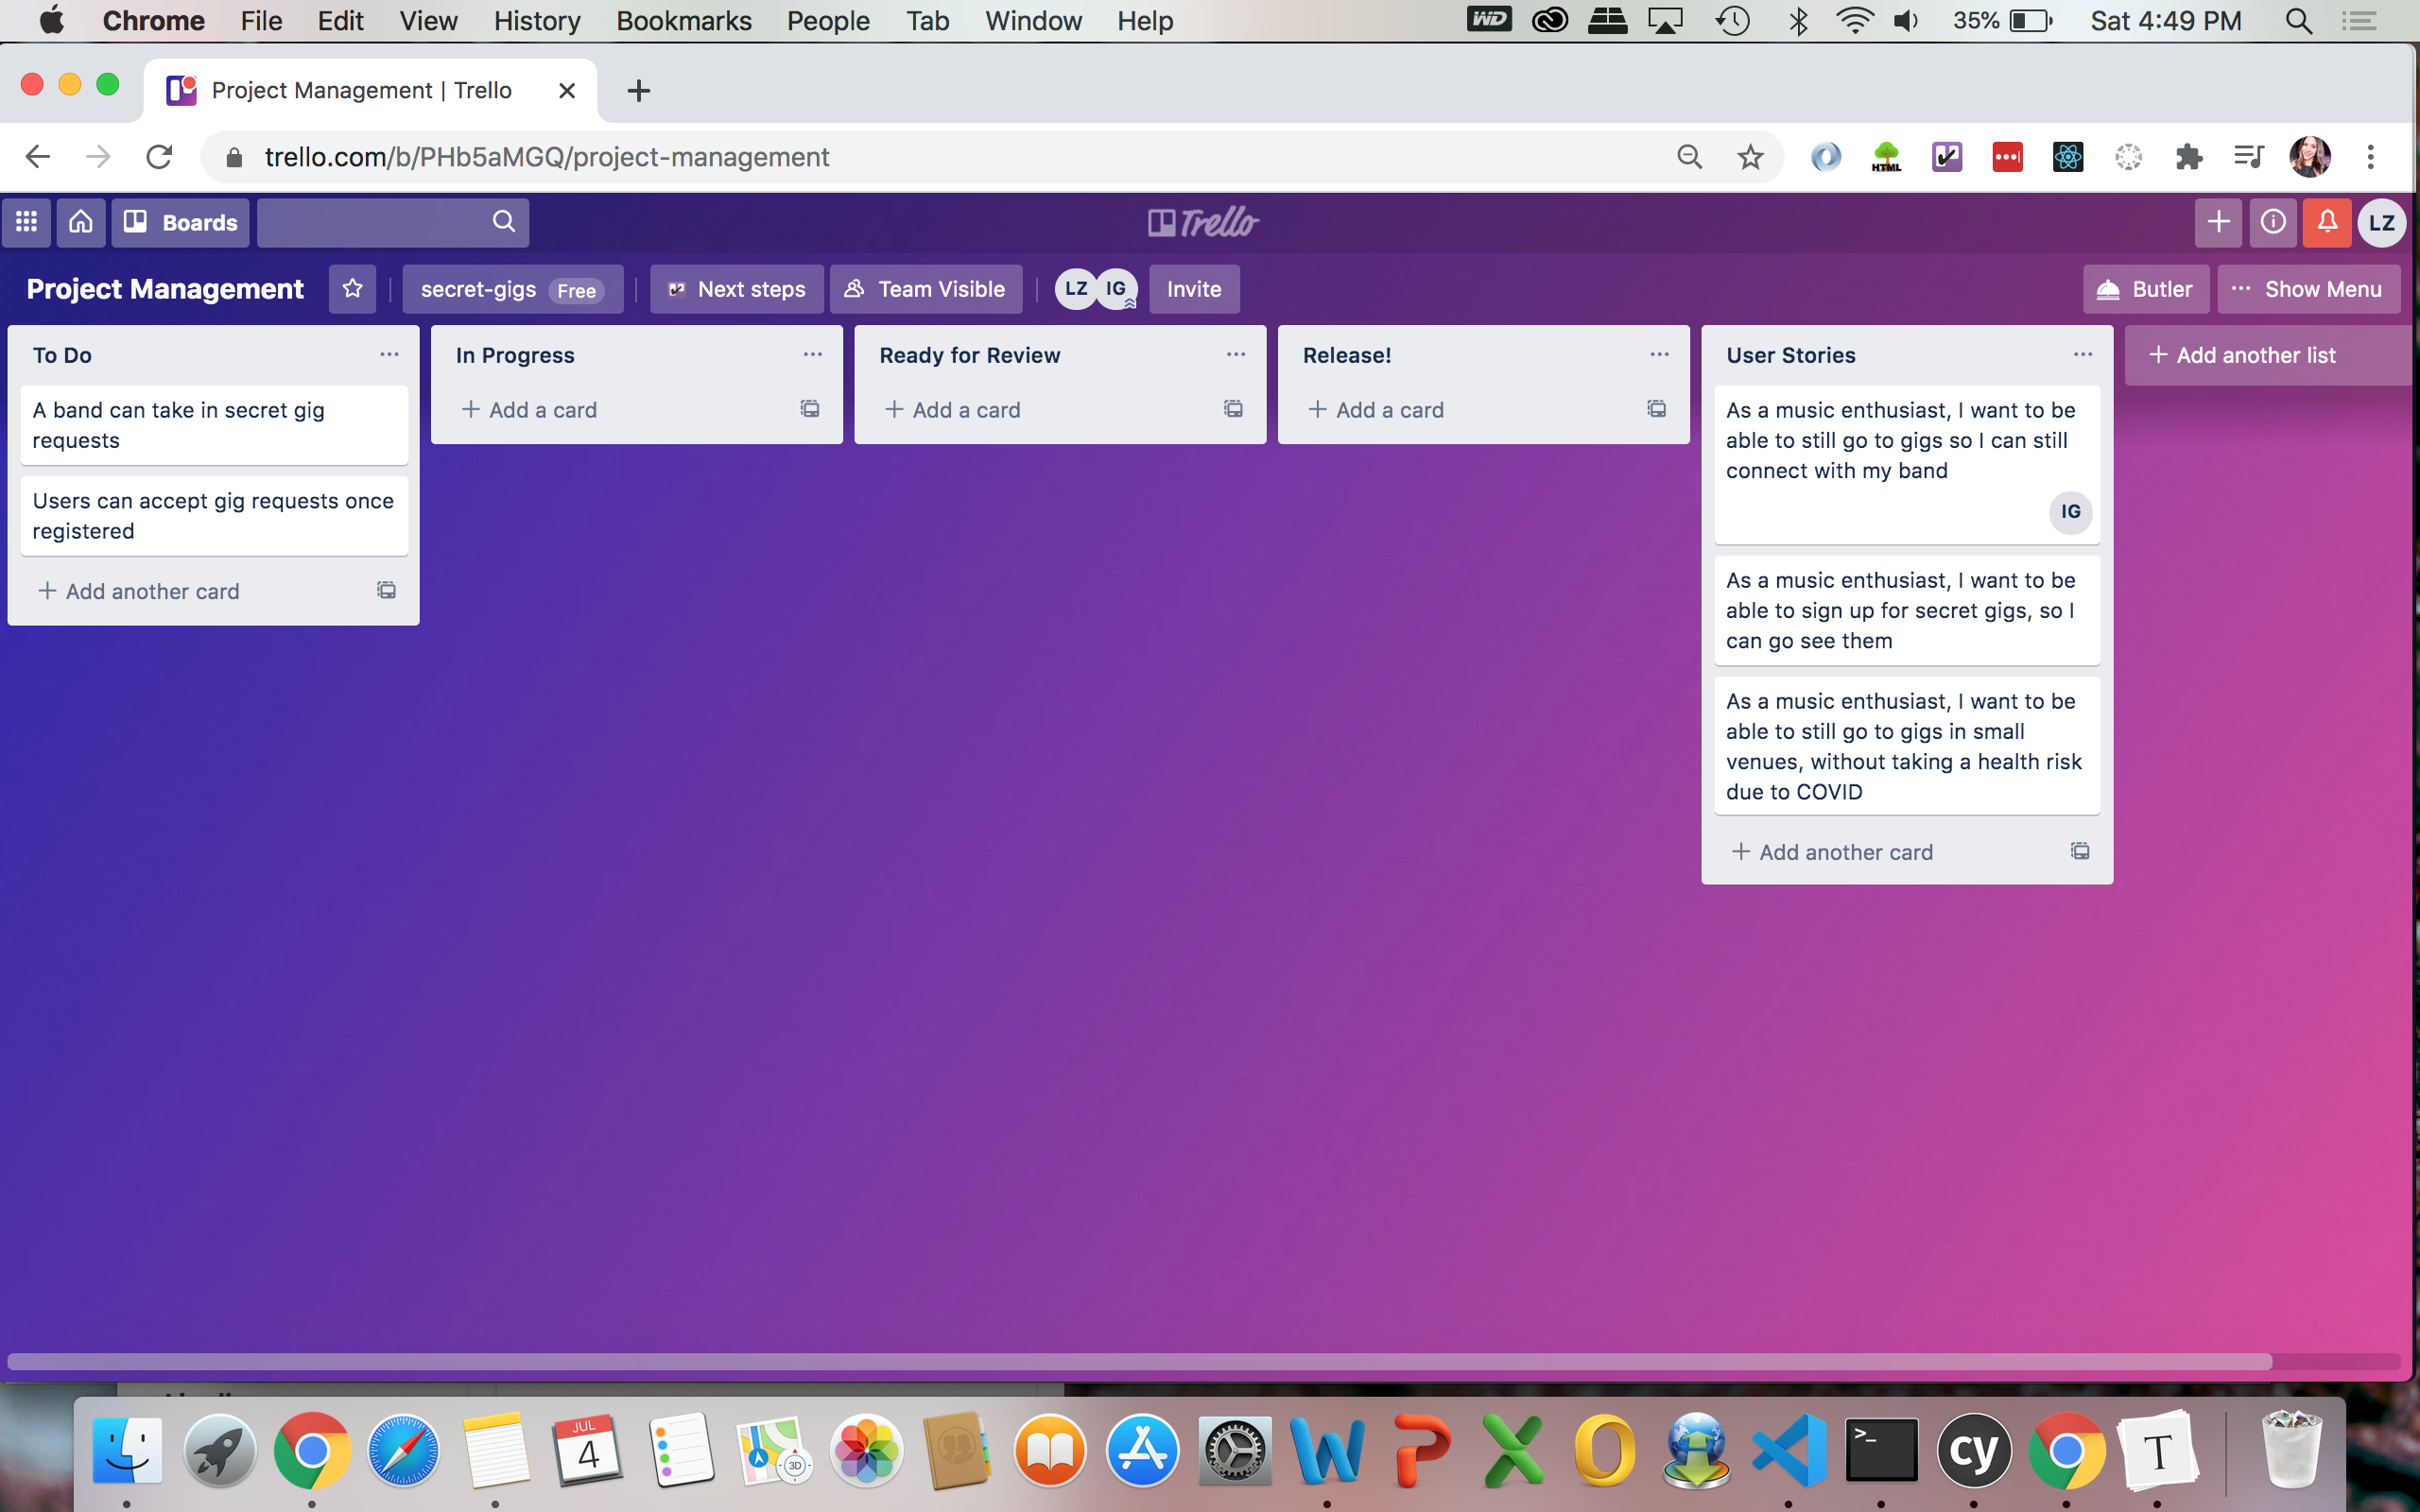 Chrome File Edit View History Bookmarks People Tab Window Help WD 35% Sat 4:49 PM
Project Management | Trello
trello.com/b/PHb5aMGQ/project-management
HTML
Boards Trello LZ
Project Management secret-gigs Free Next steps Team Visible LZ IG Invite Butler Show Menu
To Do
A band can take in secret gig
requests
Users can accept gig requests once
registered
Add another card
In Progress
Add a card
Ready for Review
Add a card
Release!
Add a card
User Stories
As a music enthusiast, I want to be
able to still go to gigs so I can still
connect with my band
IG
As a music enthusiast, I want to be
able to sign up for secret gigs, so I
can go see them
As a music enthusiast, I want to be
able to still go to gigs in small
venues, without taking a health risk
due to COVID
Add another card
Add another list
JUL
4
3D
W P X O >_ cy T